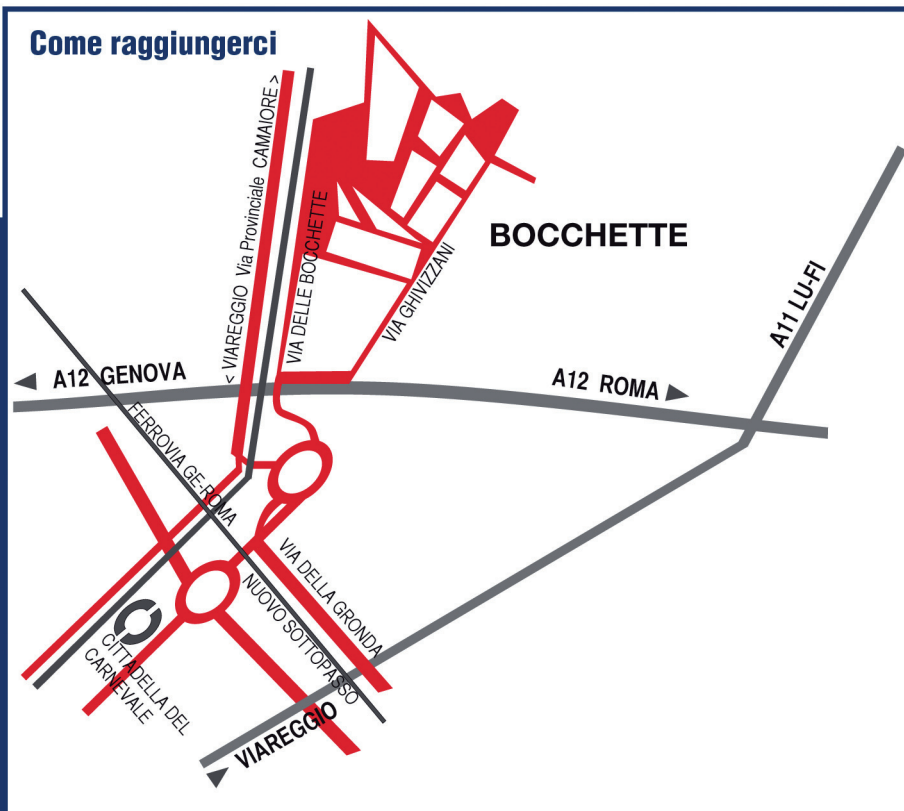 Come raggiungerci
< VIAREGGIO Via Provinciale CAMAIORE >
VIA DELLE BOCCHETTE
VIA GHIVIZZANI
BOCCHETTE
A11 LU-FI
A12 GENOVA
A12 ROMA
FERROVIA GE-ROMA
NUOVO SOTTOPASSO
VIA DELLA GRONDA
CITTADELLA DEL
CARNEVALE
VIAREGGIO